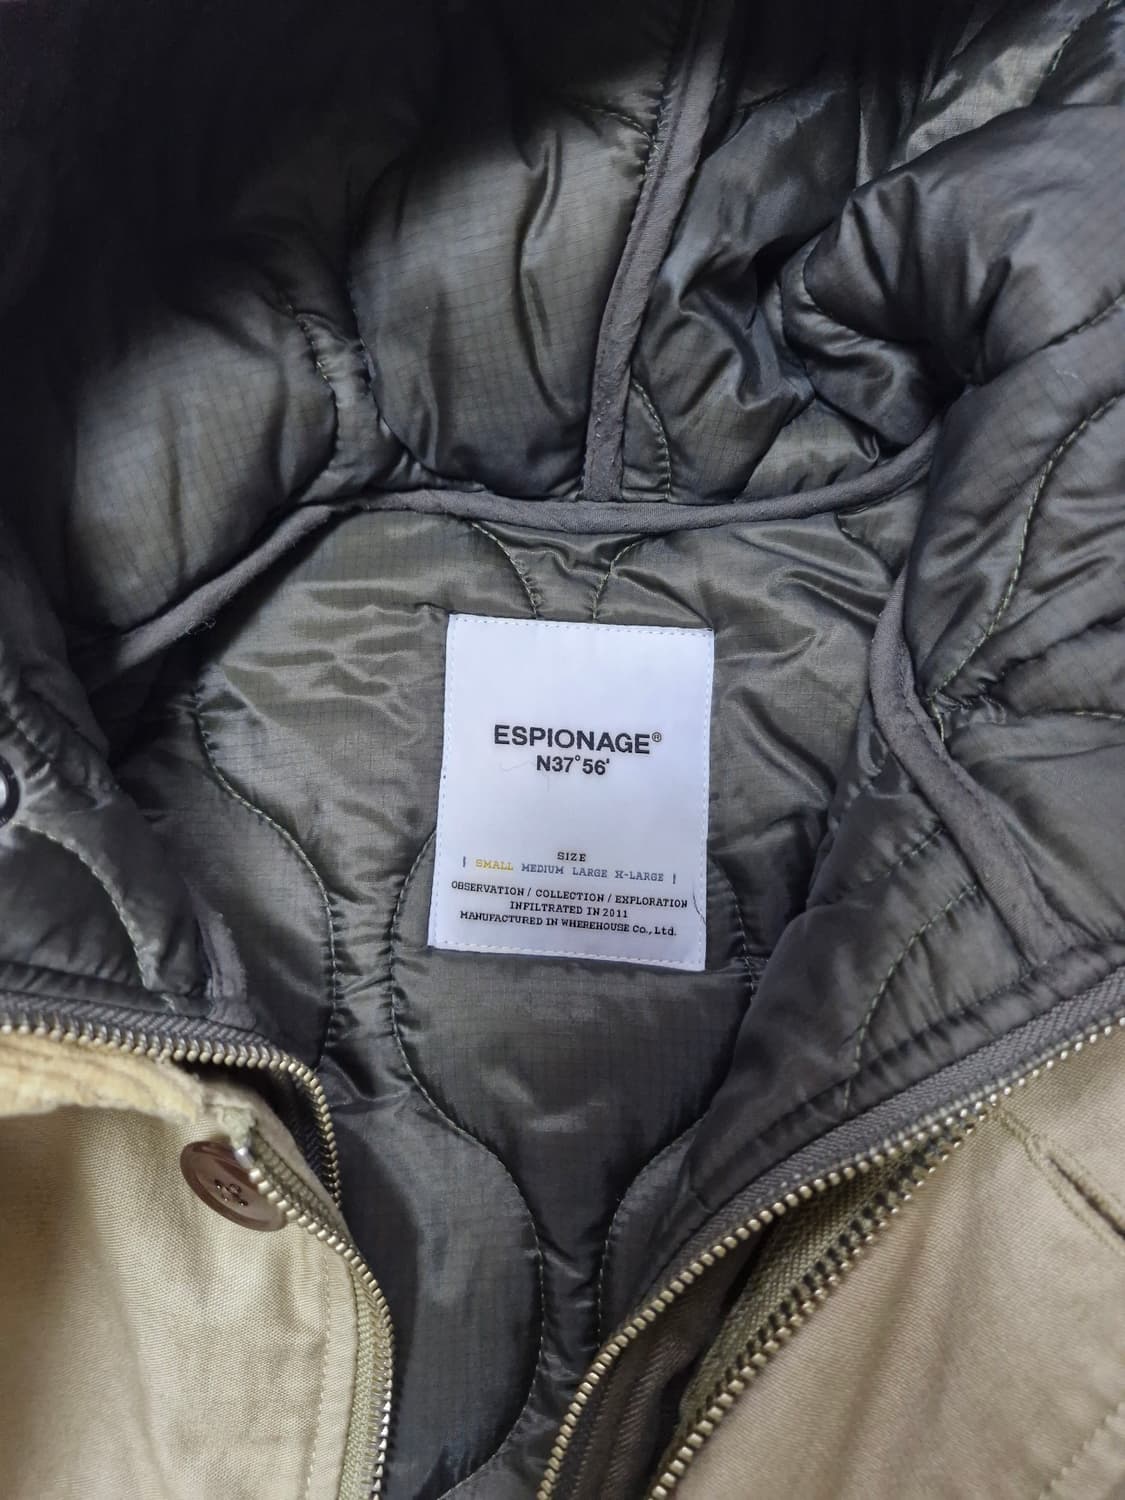 ESPIONAGE®
N37°56'
SIZE
| SMALL MEDIUM LARGE X-LARGE |
OBSERVATION / COLLECTION / EXPLORATION
INFILTRATED IN 2011
MANUFACTURED IN WHEREHOUSE Co., Ltd.